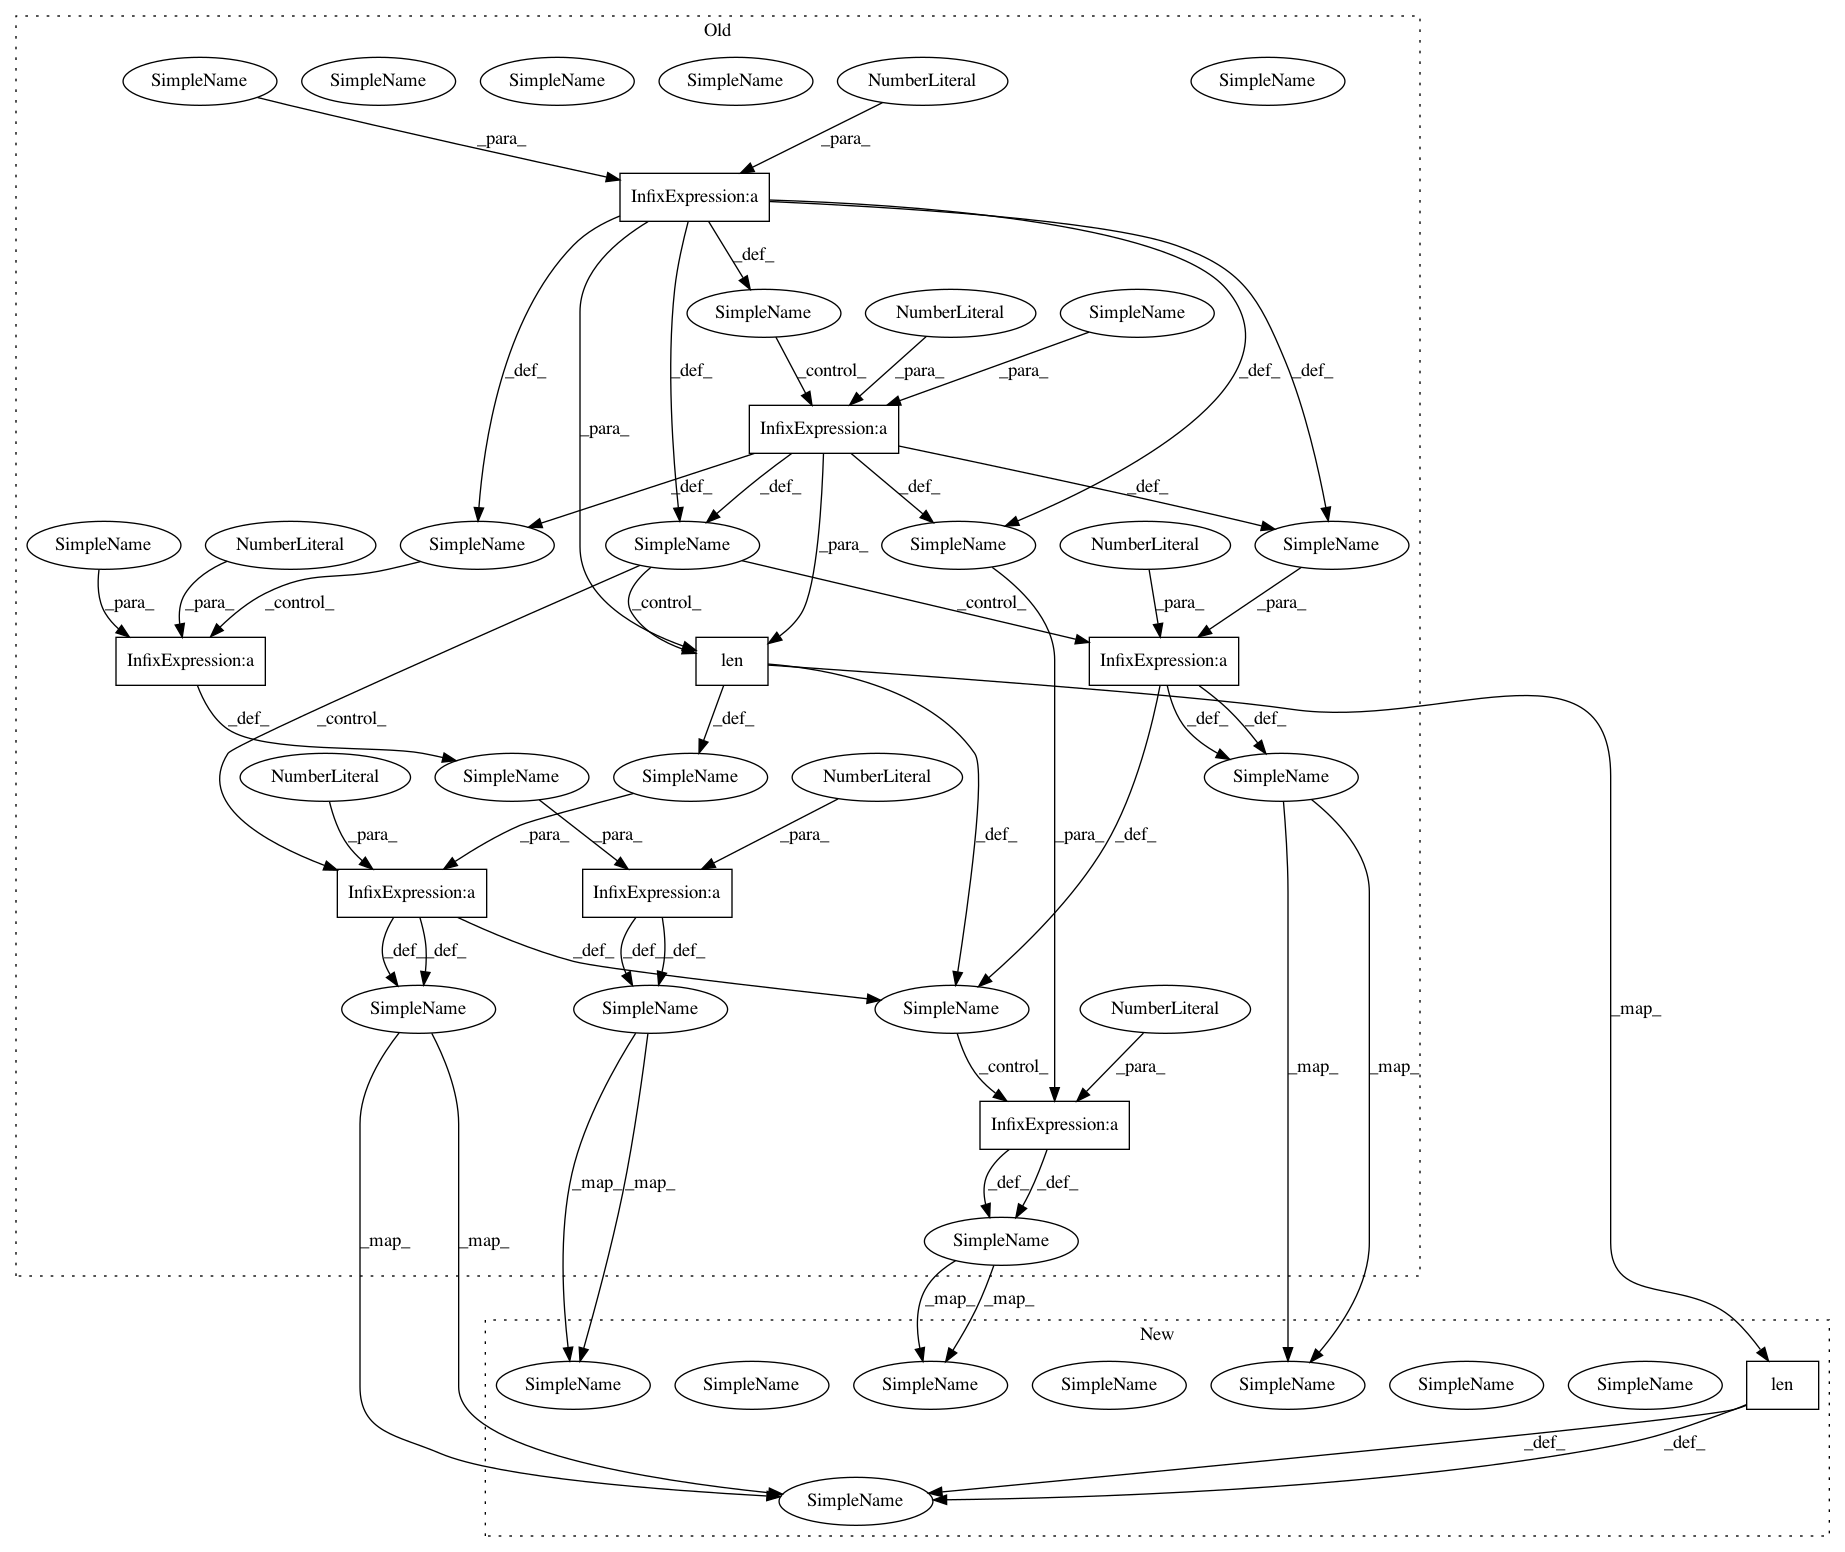 Old
SimpleName SimpleName SimpleName SimpleName NumberLiteral SimpleName
_para_ _para_
InfixExpression:a
_def_
SimpleName NumberLiteral SimpleName
_def_ _def_ _control_ _para_ _para_ _def_ _def_
_para_ InfixExpression:a
_def_ _def_ _def_ _def_
SimpleName NumberLiteral SimpleName SimpleName _para_ SimpleName NumberLiteral SimpleName
_para_ _para_ _control_ _control_ _control_ _para_ _para_
InfixExpression:a len InfixExpression:a
_def_ _control_ _def_ _def_ _def_
NumberLiteral SimpleName SimpleName NumberLiteral SimpleName
_para_ _para_ _para_ _para_ _def_ _para_ _def_
InfixExpression:a InfixExpression:a
_def_ _def_ _def_ _def_ _def_
SimpleName SimpleName SimpleName NumberLiteral _map_
_control_ _para_ _map_ _map_
InfixExpression:a
_map_ _map_ _def_ _def_
_map_ _map_ SimpleName
_map_ _map_
New
SimpleName SimpleName SimpleName SimpleName SimpleName SimpleName SimpleName len
_def_ _def_
SimpleName